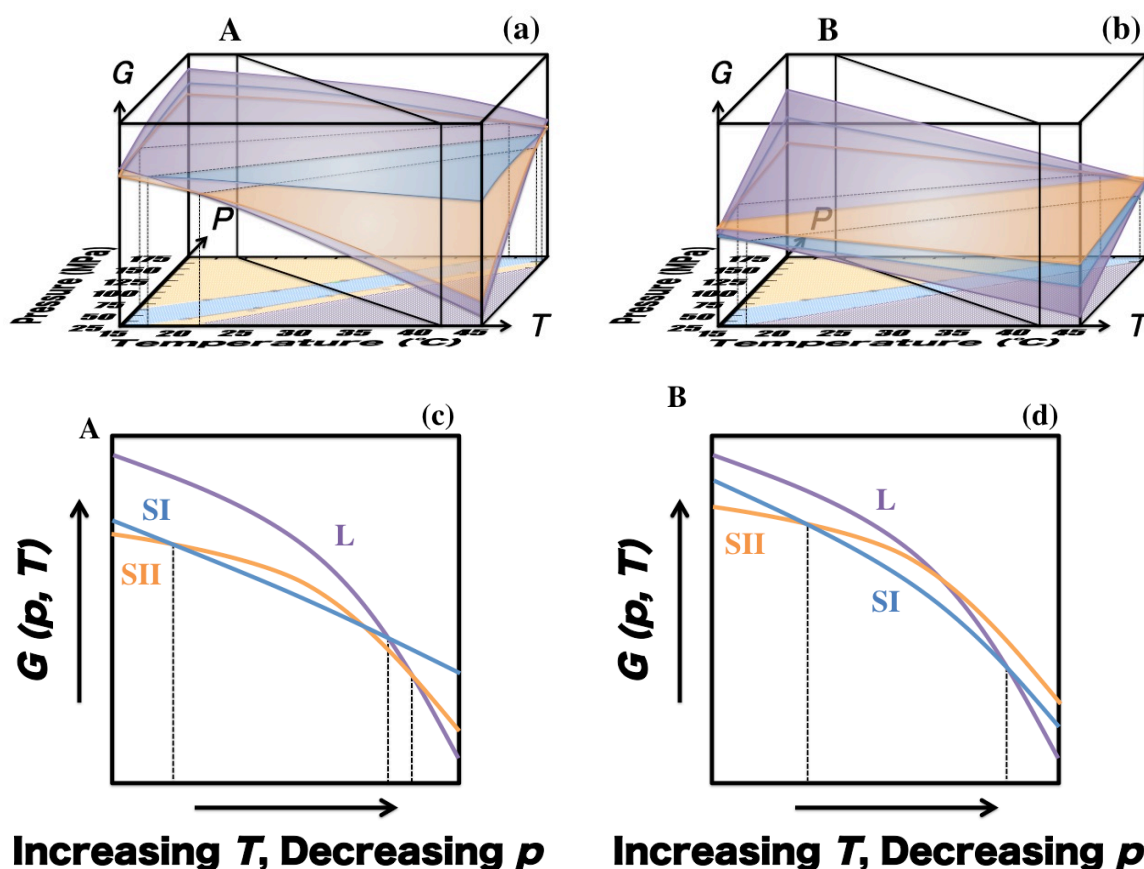 A (a)
G
P
Pressure (MPa)
175
150
125
100
75
50
25
15 20 25 30 35 40 45 T
Temperature (°C)
B (b)
G
P
Pressure (MPa)
175
150
125
100
75
50
25
15 20 25 30 35 40 45 T
Temperature (°C)
A (c)
SI
L
SII
G (p, T)
Increasing T, Decreasing p
B (d)
L
SII
SI
G (p, T)
Increasing T, Decreasing p